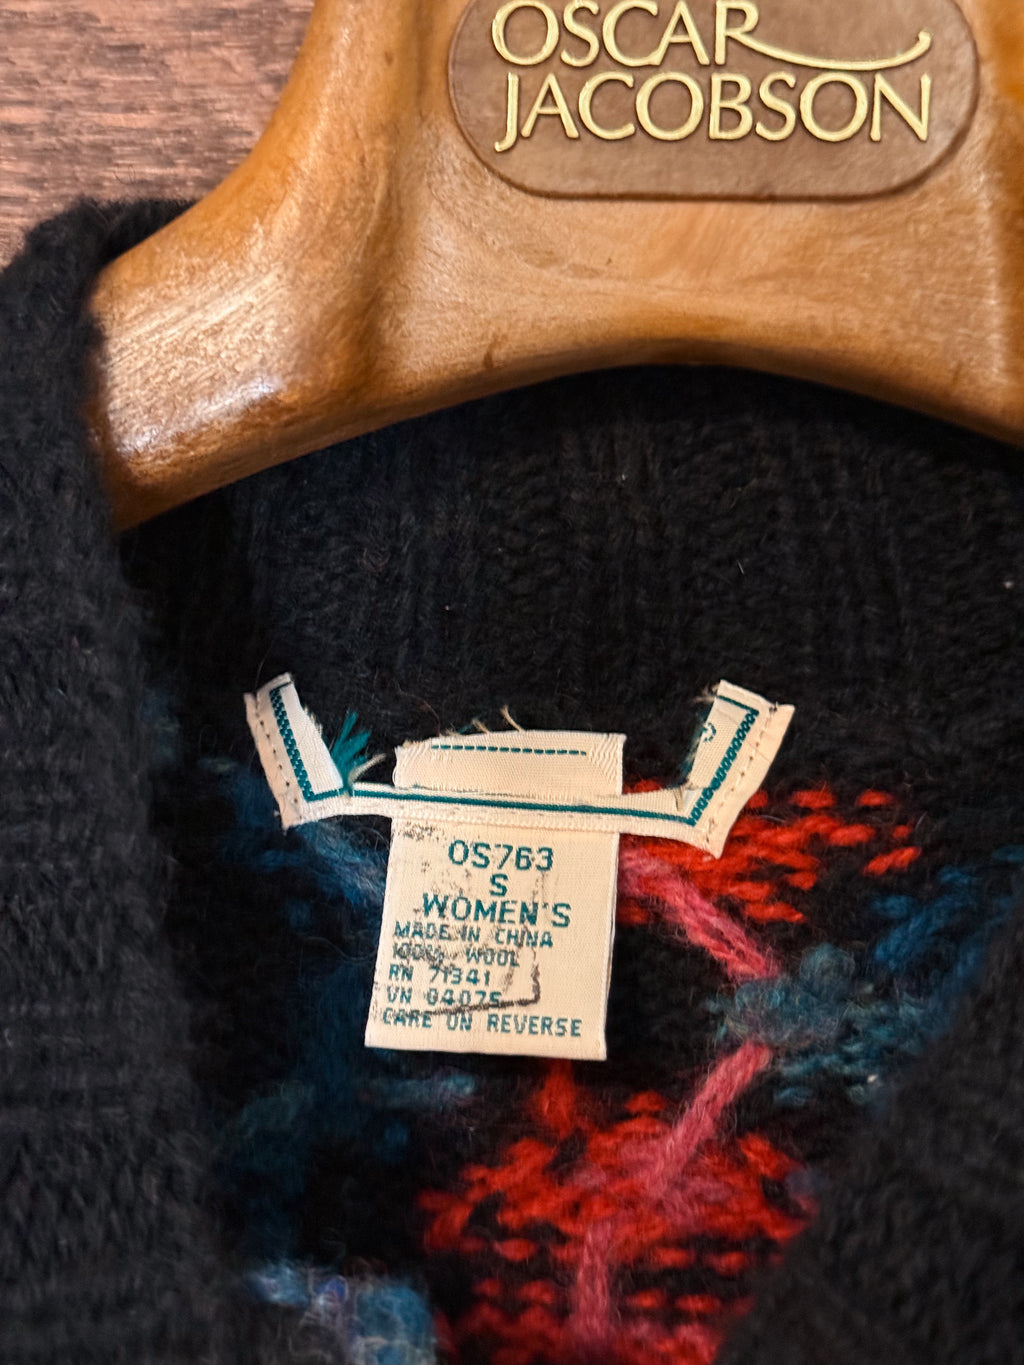 OSCAR
JACOBSON
OS763
S
WOMEN'S
MADE IN CHINA
100% WOOL
RN 71341
VN 04075
CARE ON REVERSE